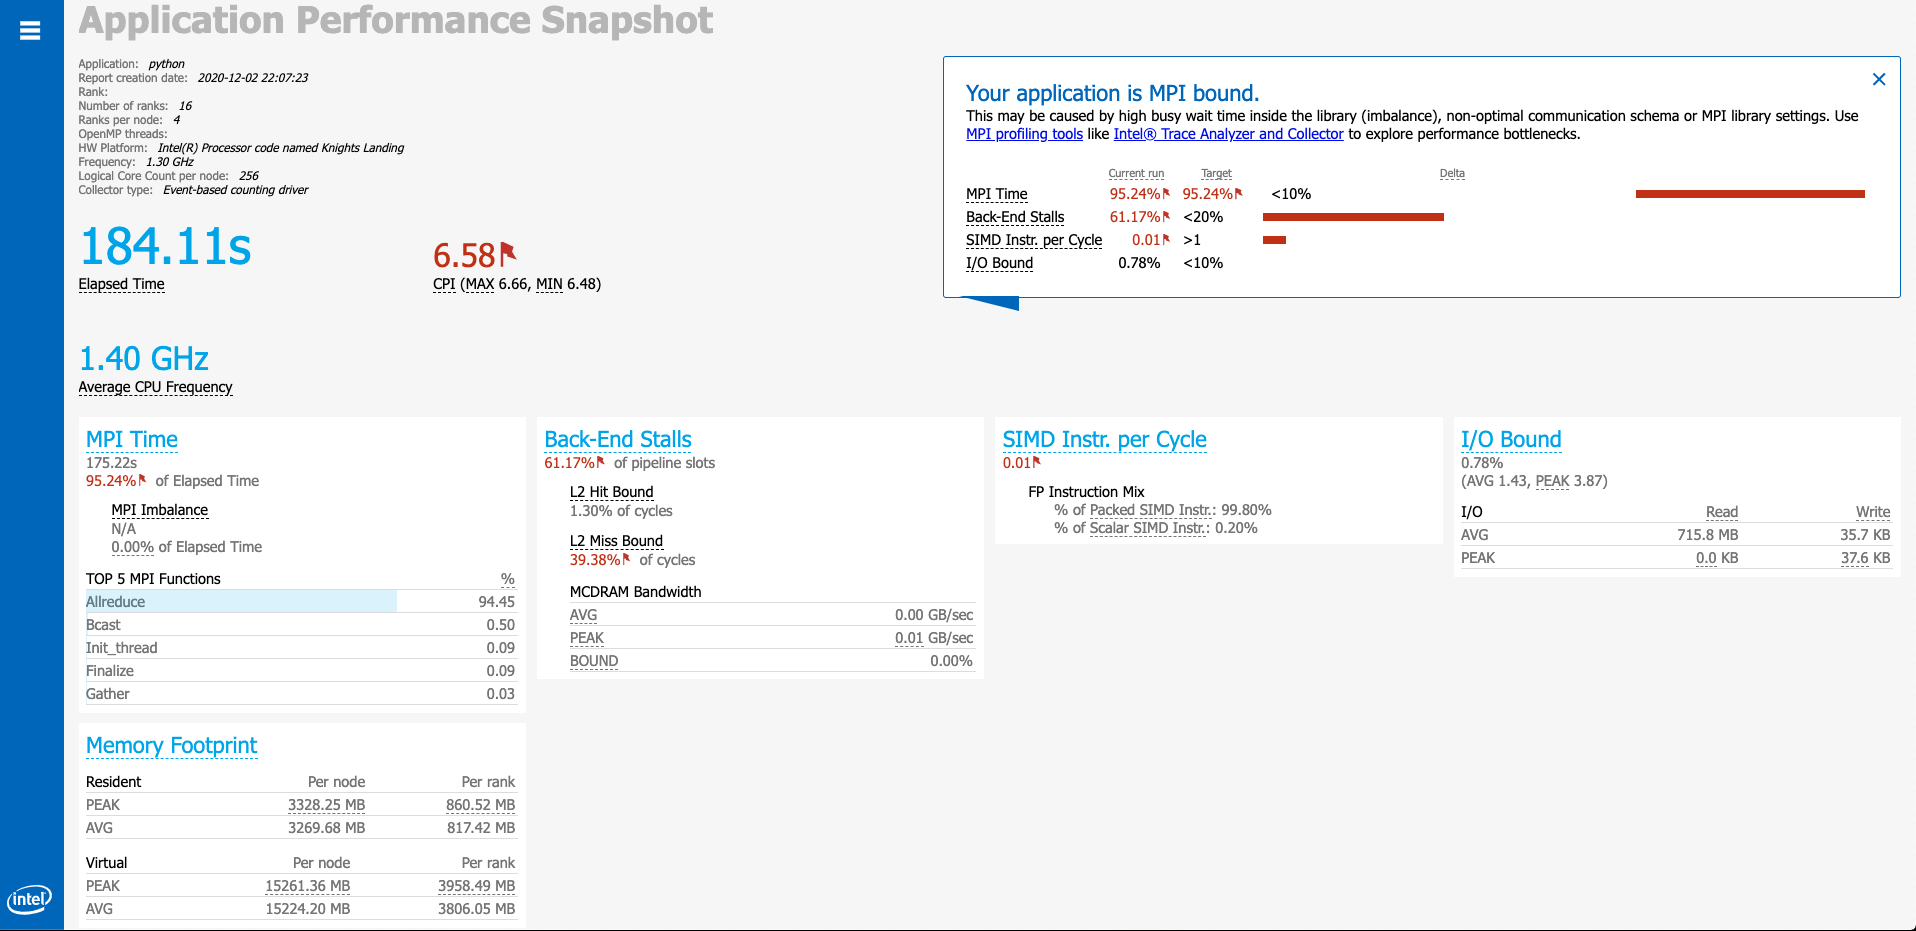 Application Performance Snapshot
Application: python
Report creation date: 2020-12-02 22:07:23
Rank:
Number of ranks: 16
Ranks per node: 4
OpenMP threads:
HW Platform: Intel(R) Processor code named Knights Landing
Frequency: 1.30 GHz
Logical Core Count per node: 256
Collector type: Event-based counting driver
184.11s
Elapsed Time
6.58
CPI (MAX 6.66, MIN 6.48)
1.40 GHz
Average CPU Frequency
Your application is MPI bound.
This may be caused by high busy wait time inside the library (imbalance), non-optimal communication schema or MPI library settings. Use
MPI profiling tools like Intel® Trace Analyzer and Collector to explore performance bottlenecks.
Current run Target Delta
MPI Time 95.24% 95.24% <10%
Back-End Stalls 61.17% <20%
SIMD Instr. per Cycle 0.01 >1
I/O Bound 0.78% <10%
MPI Time
175.22s
95.24% of Elapsed Time
MPI Imbalance
N/A
0.00% of Elapsed Time
TOP 5 MPI Functions %
Allreduce 94.45
Bcast 0.50
Init_thread 0.09
Finalize 0.09
Gather 0.03
Back-End Stalls
61.17% of pipeline slots
L2 Hit Bound
1.30% of cycles
L2 Miss Bound
39.38% of cycles
MCDRAM Bandwidth
AVG 0.00 GB/sec
PEAK 0.01 GB/sec
BOUND 0.00%
SIMD Instr. per Cycle
0.01
FP Instruction Mix
% of Packed SIMD Instr.: 99.80%
% of Scalar SIMD Instr.: 0.20%
I/O Bound
0.78%
(AVG 1.43, PEAK 3.87)
I/O Read Write
AVG 715.8 MB 35.7 KB
PEAK 0.0 KB 37.6 KB
Memory Footprint
Resident Per node Per rank
PEAK 3328.25 MB 860.52 MB
AVG 3269.68 MB 817.42 MB
Virtual Per node Per rank
PEAK 15261.36 MB 3958.49 MB
AVG 15224.20 MB 3806.05 MB
intel